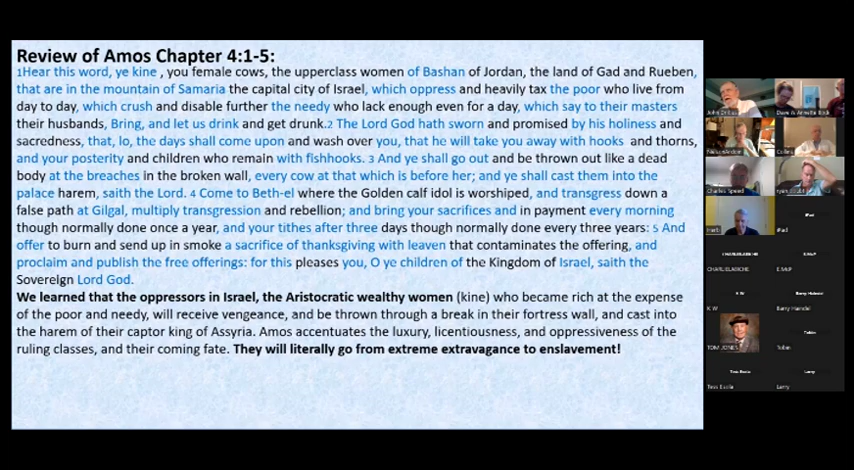 Review of Amos Chapter 4:1-5:
1Hear this word, ye kine , you female cows, the upperclass women of Bashan of Jordan, the land of Gad and Rueben,
that are in the mountain of Samaria the capital city of Israel, which oppress and heavily tax the poor who live from
day to day, which crush and disable further the needy who lack enough even for a day, which say to their masters
their husbands, Bring, and let us drink and get drunk.2 The Lord God hath sworn and promised by his holiness and
sacredness, that, lo, the days shall come upon and wash over you, that he will take you away with hooks and thorns,
and your posterity and children who remain with fishhooks. 3 And ye shall go out and be thrown out like a dead
body at the breaches in the broken wall, every cow at that which is before her; and ye shall cast them into the
palace harem, saith the Lord. 4 Come to Beth-el where the Golden calf idol is worshiped, and transgress down a
false path at Gilgal, multiply transgression and rebellion; and bring your sacrifices and in payment every morning
though normally done once a year, and your tithes after three days though normally done every three years: 5 And
offer to burn and send up in smoke a sacrifice of thanksgiving with leaven that contaminates the offering, and
proclaim and publish the free offerings: for this pleases you, O ye children of the Kingdom of Israel, saith the
Sovereign Lord God.
We learned that the oppressors in Israel, the Aristocratic wealthy women (kine) who became rich at the expense
of the poor and needy, will receive vengeance, and be thrown through a break in their fortress wall, and cast into
the harem of their captor king of Assyria. Amos accentuates the luxury, licentiousness, and oppressiveness of the
ruling classes, and their coming fate. They will literally go from extreme extravagance to enslavement!
Charles Speed
iPad
iPad
CHARLIELARCHE
K W
Barry Handel
TOM JONES
Tobin
Larry
Larry